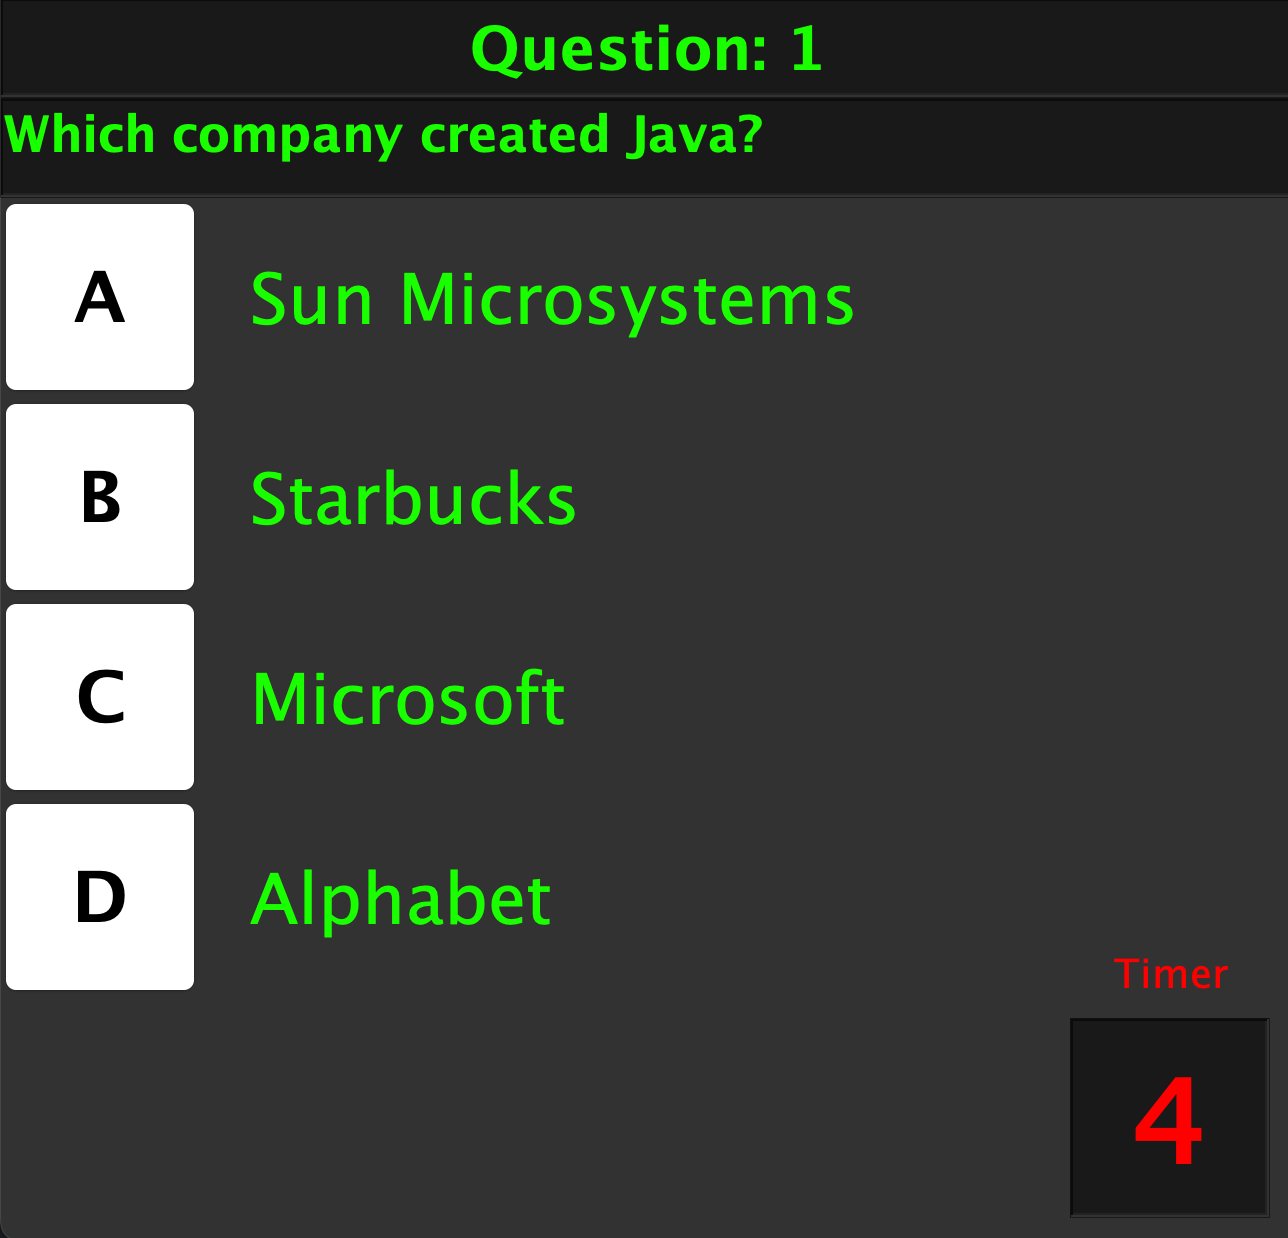 Question: 1
Which company created Java?
A Sun Microsystems
B Starbucks
C Microsoft
D Alphabet
Timer
4